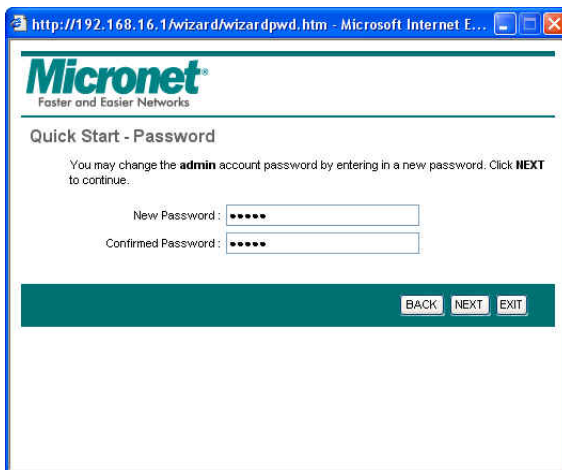 http://192.168.16.1/wizard/wizardpwd.htm - Microsoft Internet E...
Micronet®
Faster and Easier Networks
Quick Start - Password
You may change the admin account password by entering in a new password. Click NEXT
to continue.
New Password : •••••
Confirmed Password : •••••
BACK NEXT EXIT